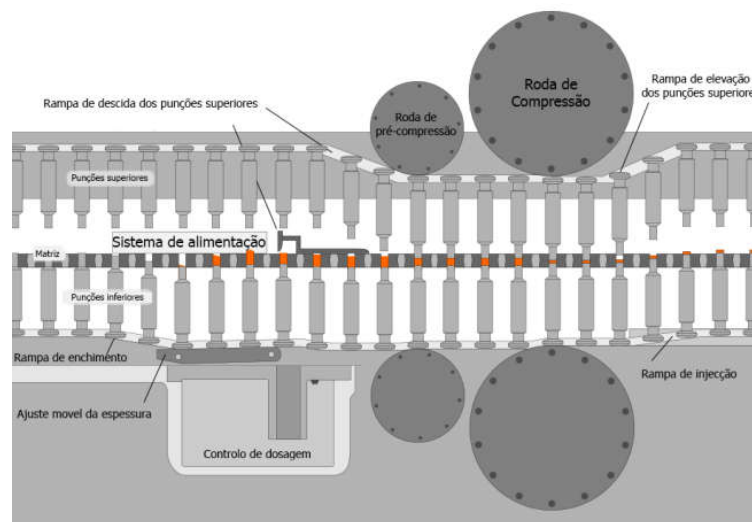 Roda de
Compressão
Rampa de elevação
dos punções superiore
Rampa de descida dos punções superiores
Roda de
pré-compressão
Punções superiores
Sistema de alimentação
Matriz
Punções inferiores
Rampa de enchimento
Rampa de injecção
Ajuste movel da espessura
Controlo de dosagem